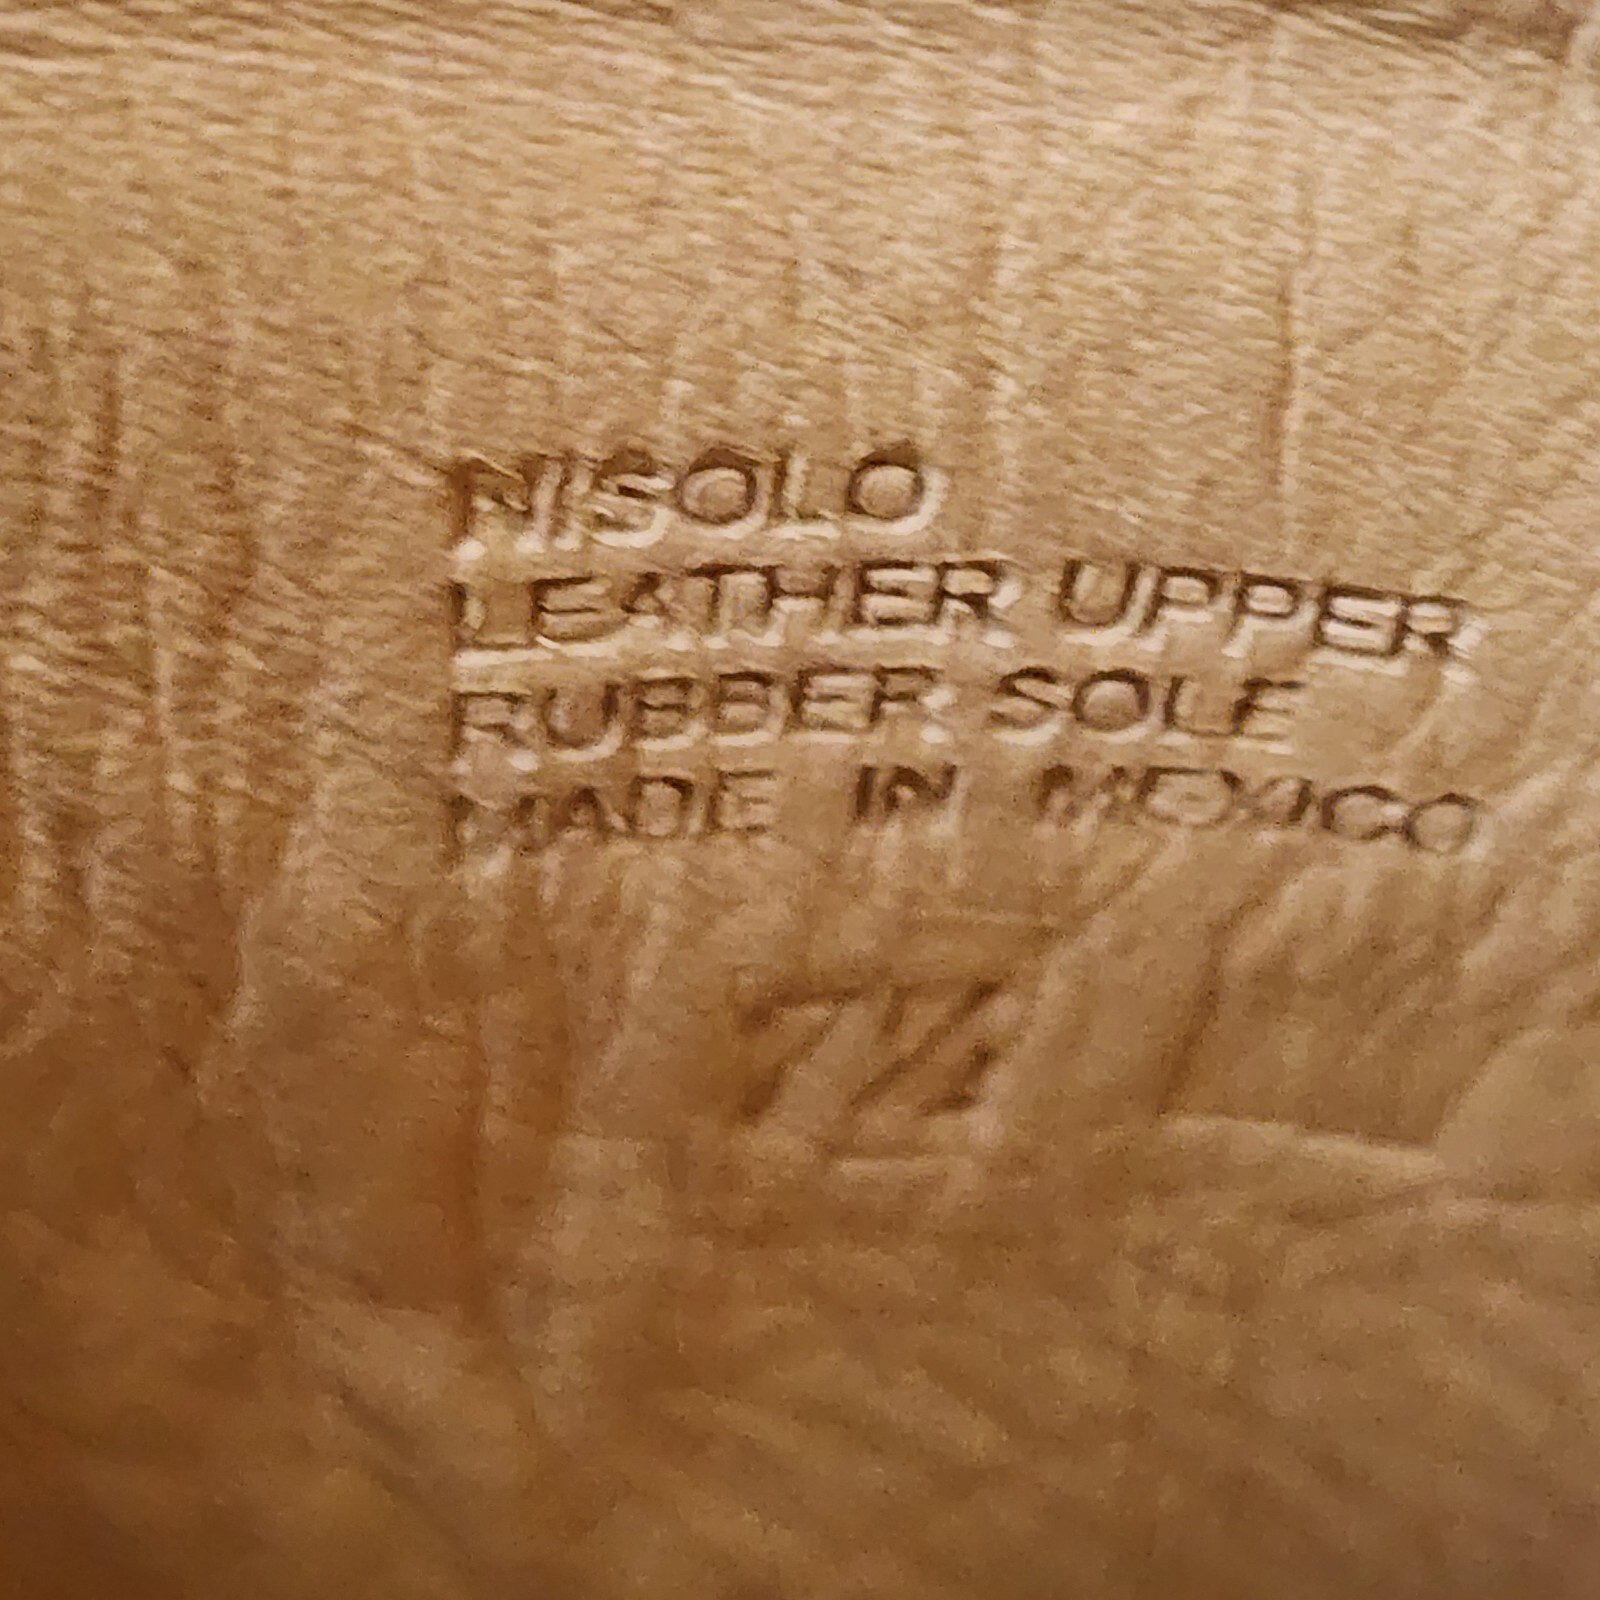 NISOLO
LEATHER UPPER
RUBBER SOLE
MADE IN MEXICO
7½